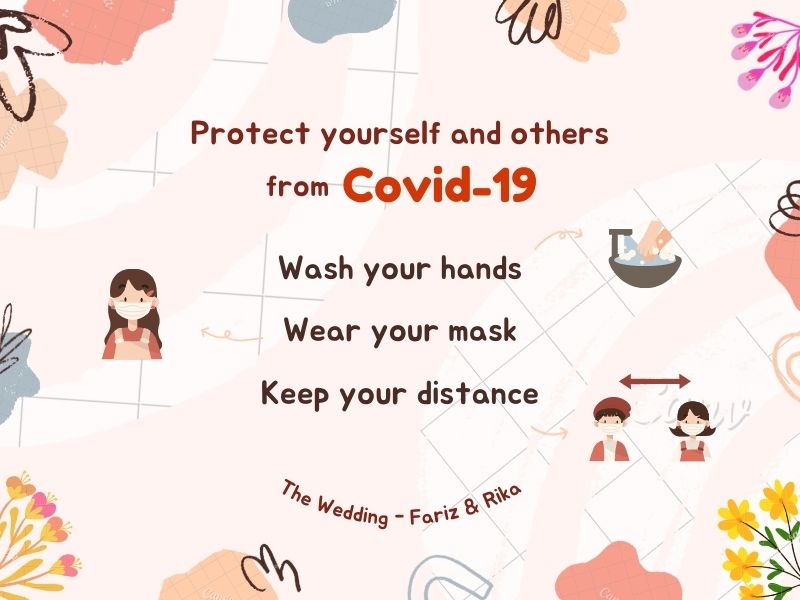 Protect yourself and others
from Covid-19
Wash your hands
Wear your mask
Keep your distance
The Wedding - Fariz & Rika